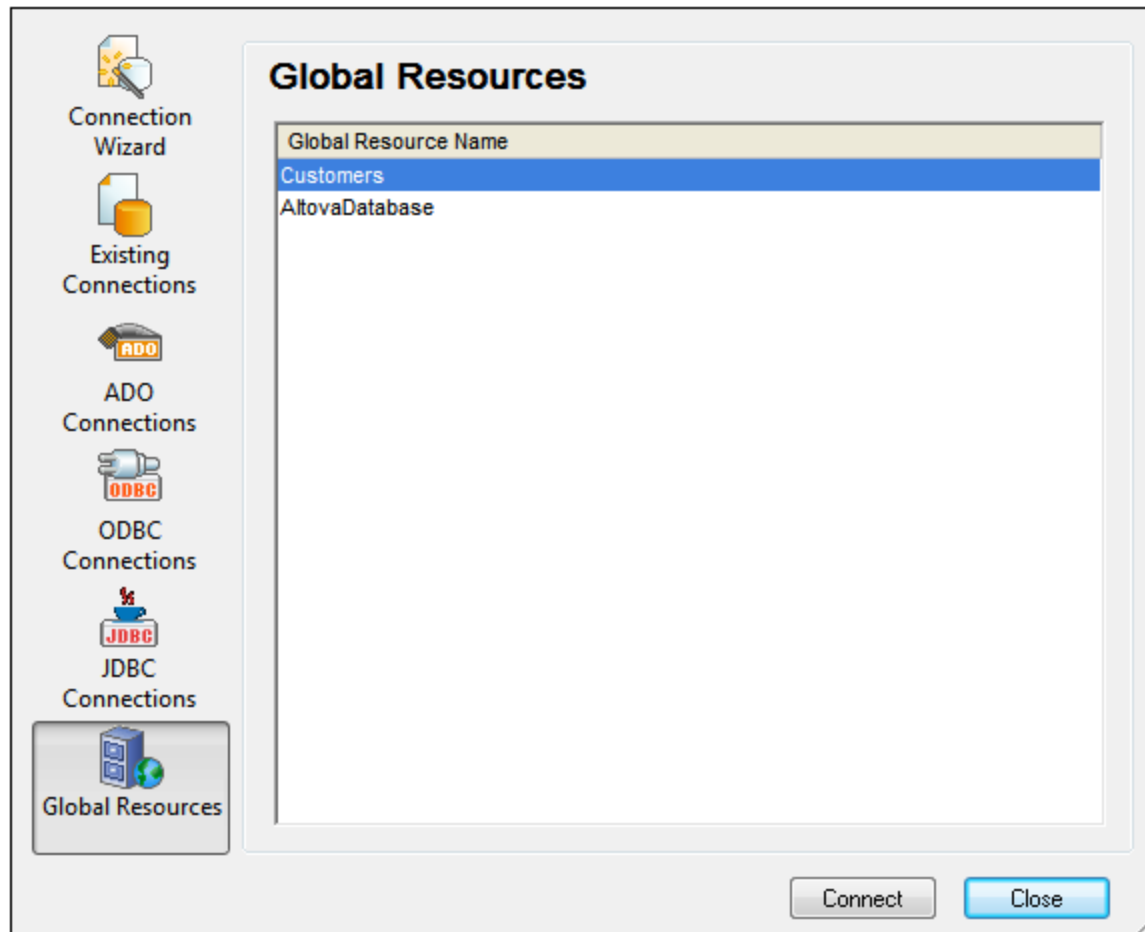 Connection
Wizard
Existing
Connections
ADO
ADO
Connections
ODBC
ODBC
Connections
JDBC
JDBC
Connections
Global Resources
Global Resources
Global Resource Name
Customers
AltovaDatabase
Connect
Close